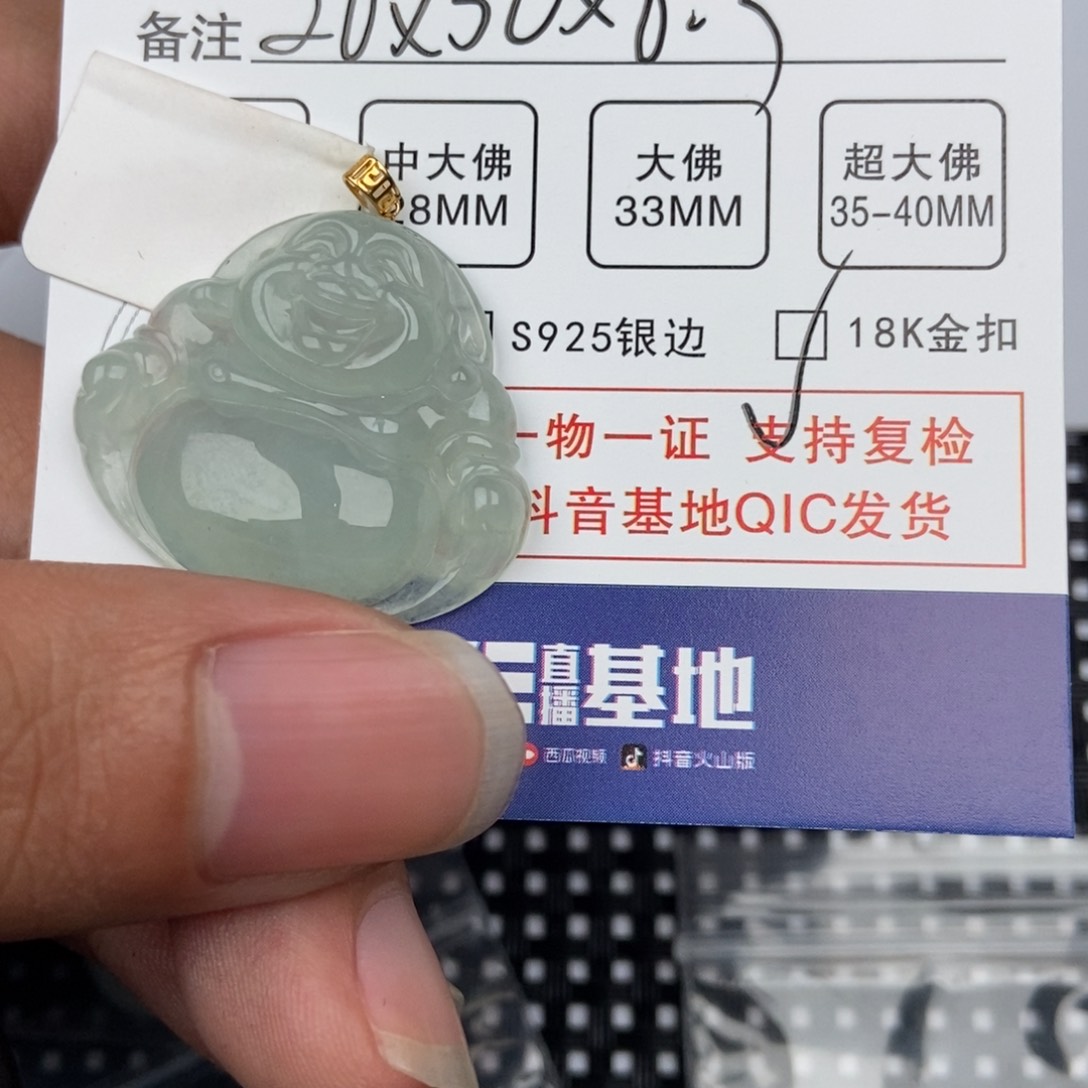 备注
中大佛 大佛 超大佛
8MM 33MM 35-40MM
S925银边 18K金扣
一物一证 支持复检
抖音基地QIC发货
直播基地
西瓜视频 抖音火山版